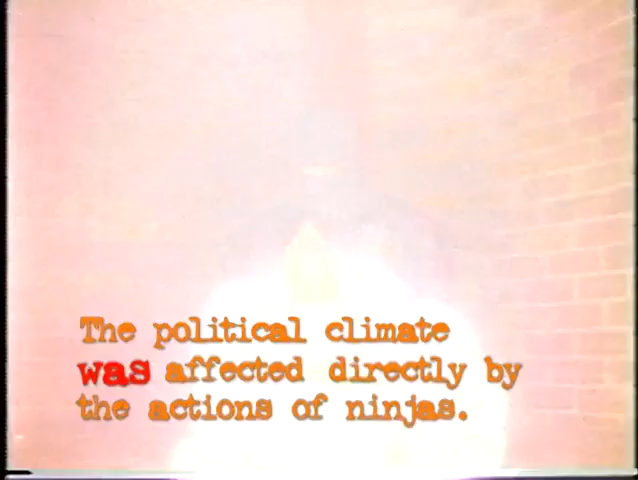 The political climate
was affected directly by
the actions of ninjas.